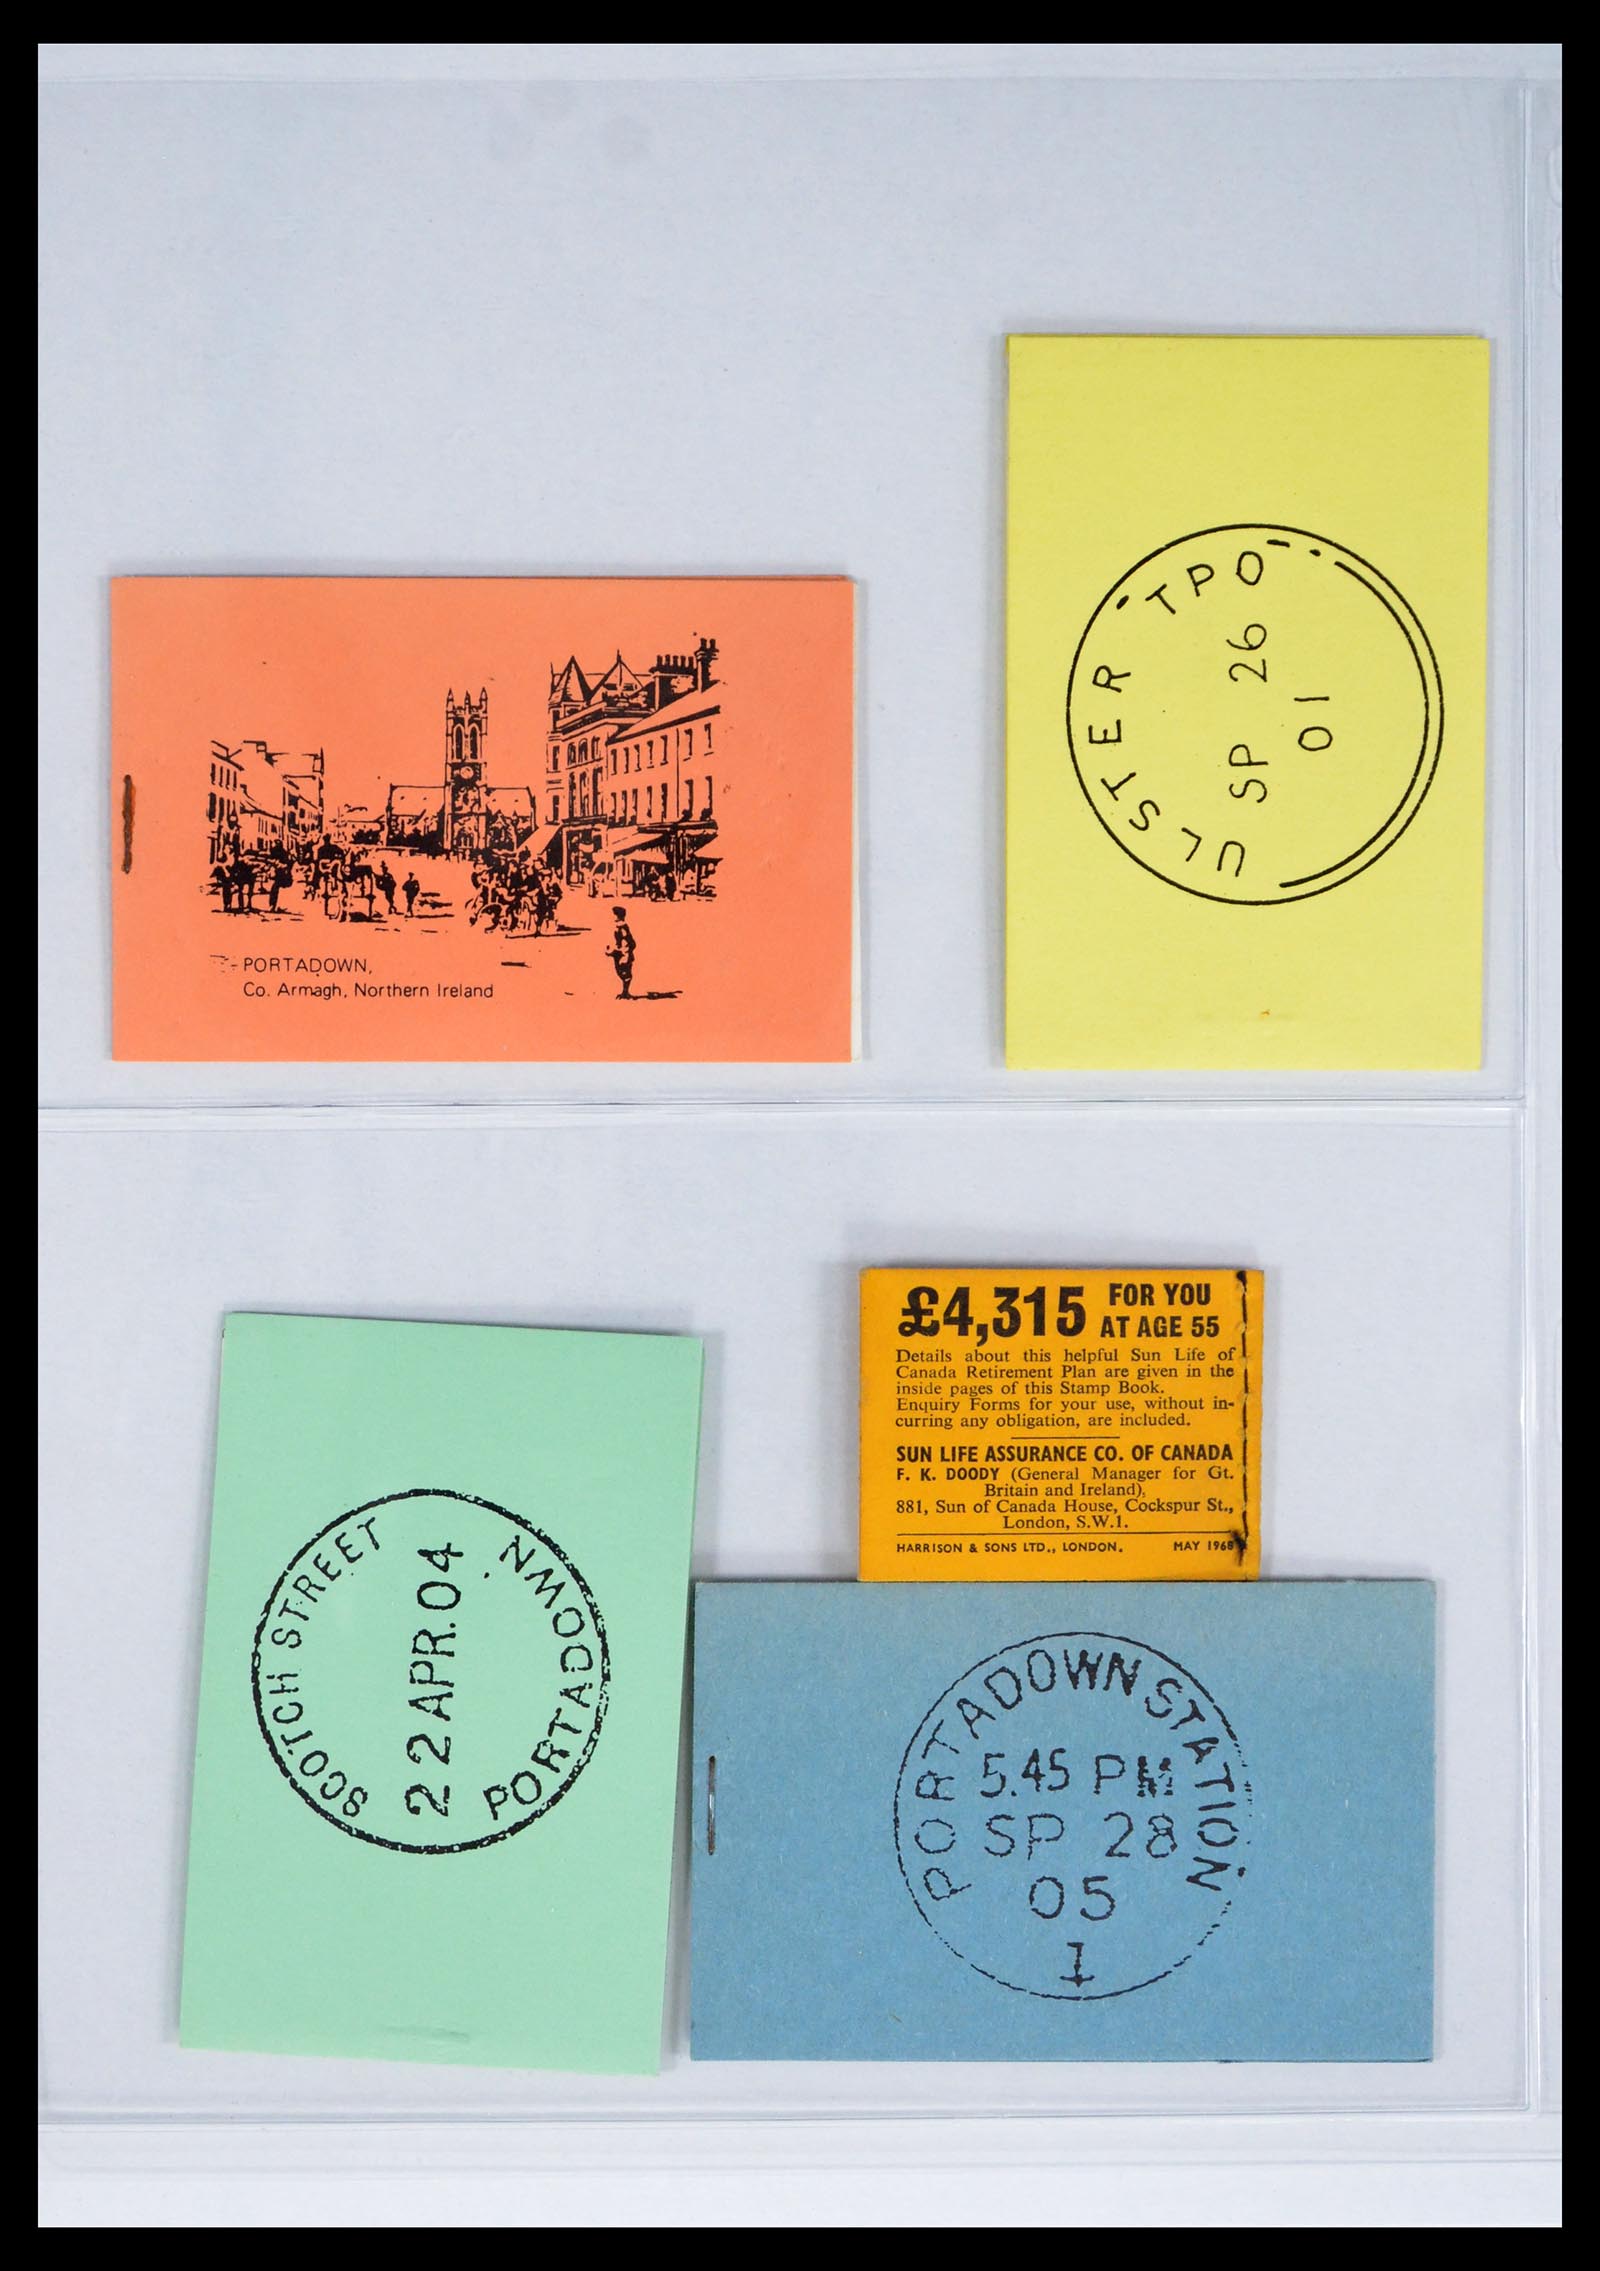 PORTADOWN,
Co. Armagh, Northern Ireland
ULSTER TPO
SP 26
01
£4,315 FOR YOU
AT AGE 55
Details about this helpful Sun Life of
Canada Retirement Plan are given in the
inside pages of this Stamp Book.
Enquiry Forms for your use, without in-
curring any obligation, are included.
SUN LIFE ASSURANCE CO. OF CANADA
F. K. DOODY (General Manager for Gt.
Britain and Ireland),
881, Sun of Canada House, Cockspur St.,
London, S.W.1.
HARRISON & SONS LTD., LONDON. MAY 1968
SCOTCH STREET
22 APR.04
PORTADOWN
PORTADOWN STATION
5.45 PM
SP 28
05
1